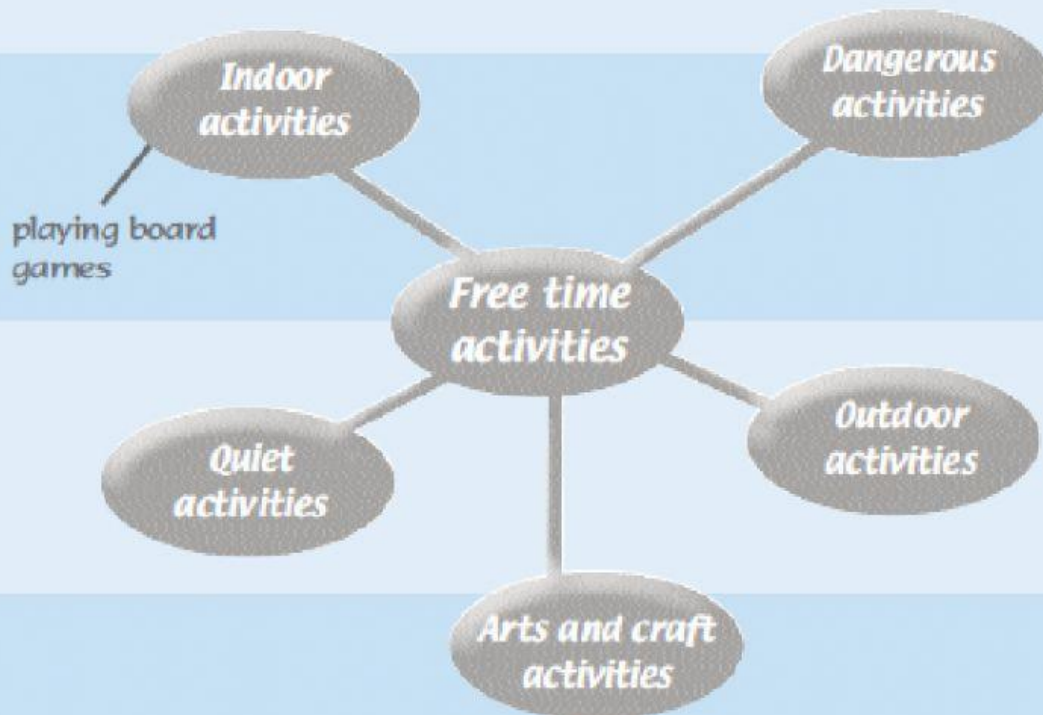 Indoor
activities
Dangerous
activities
playing board
games
Free time
activities
Quiet
activities
Outdoor
activities
Arts and craft
activities